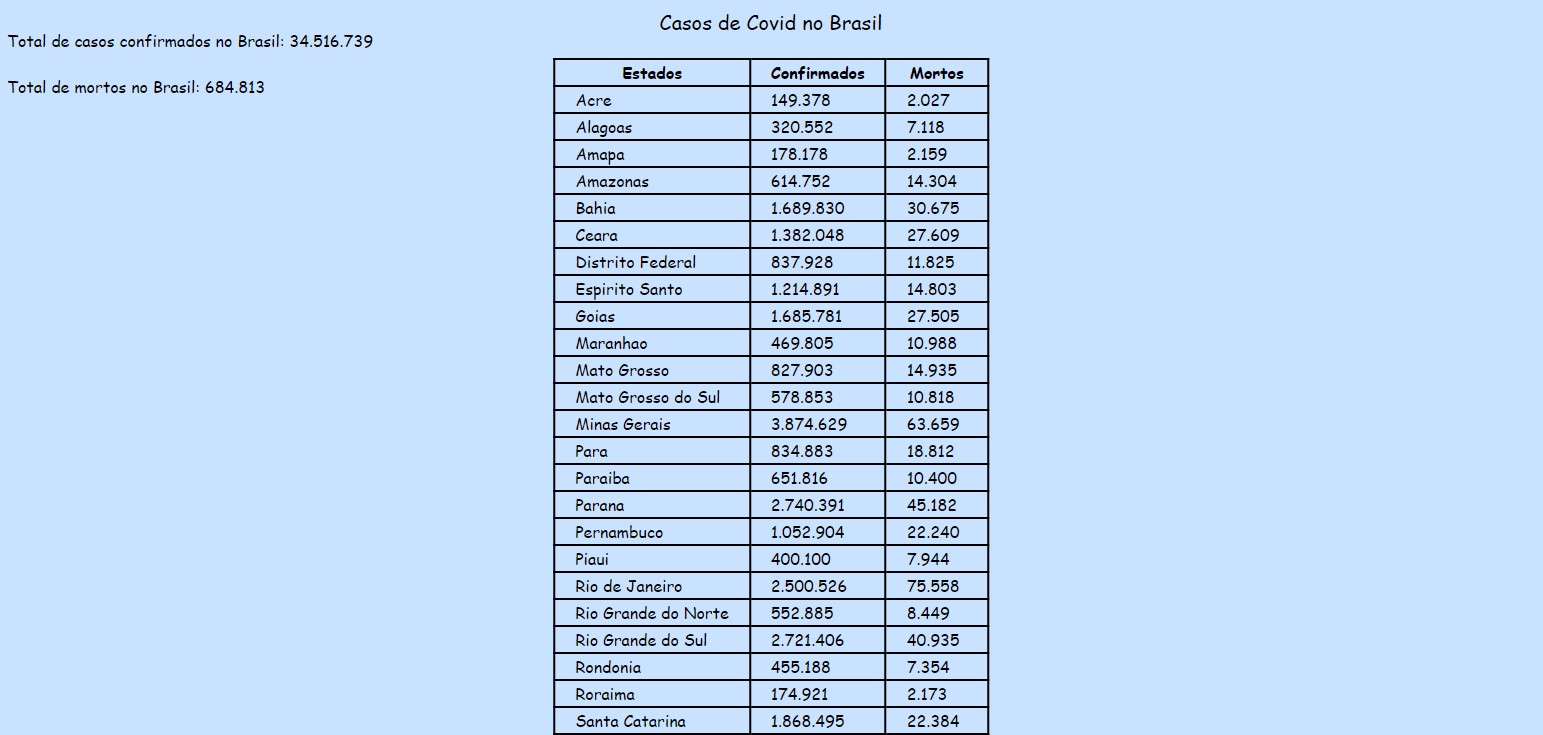 Casos de Covid no Brasil
Total de casos confirmados no Brasil: 34.516.739
Total de mortos no Brasil: 684.813
Estados Confirmados Mortos
Acre 149.378 2.027
Alagoas 320.552 7.118
Amapa 178.178 2.159
Amazonas 614.752 14.304
Bahia 1.689.830 30.675
Ceara 1.382.048 27.609
Distrito Federal 837.928 11.825
Espirito Santo 1.214.891 14.803
Goias 1.685.781 27.505
Maranhao 469.805 10.988
Mato Grosso 827.903 14.935
Mato Grosso do Sul 578.853 10.818
Minas Gerais 3.874.629 63.659
Para 834.883 18.812
Paraiba 651.816 10.400
Parana 2.740.391 45.182
Pernambuco 1.052.904 22.240
Piaui 400.100 7.944
Rio de Janeiro 2.500.526 75.558
Rio Grande do Norte 552.885 8.449
Rio Grande do Sul 2.721.406 40.935
Rondonia 455.188 7.354
Roraima 174.921 2.173
Santa Catarina 1.868.495 22.384